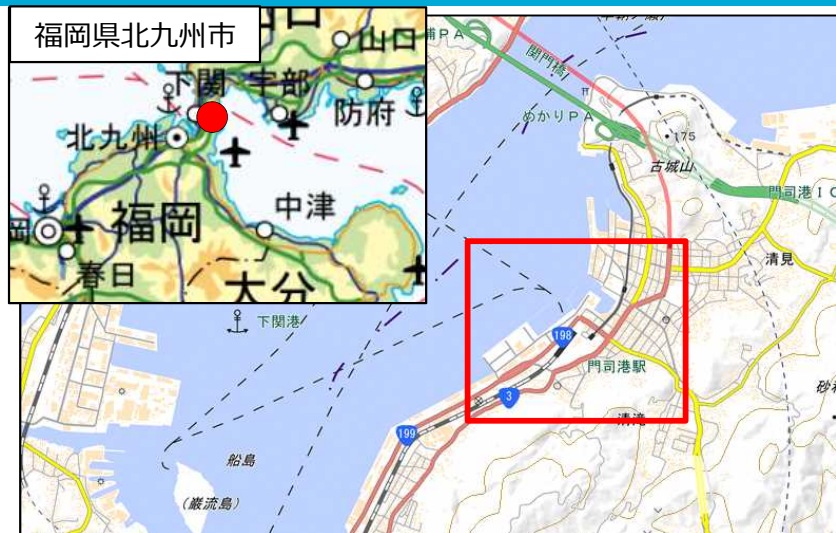 福岡県北九州市
山口
下関
宇部
防府
北九州
福岡
中津
春日
大分
浦PA
関門橋
めかりPA
175
古城山
門司港IC
清見
下関港
198
門司港駅
3
199
清滝
船島
(巌流島)